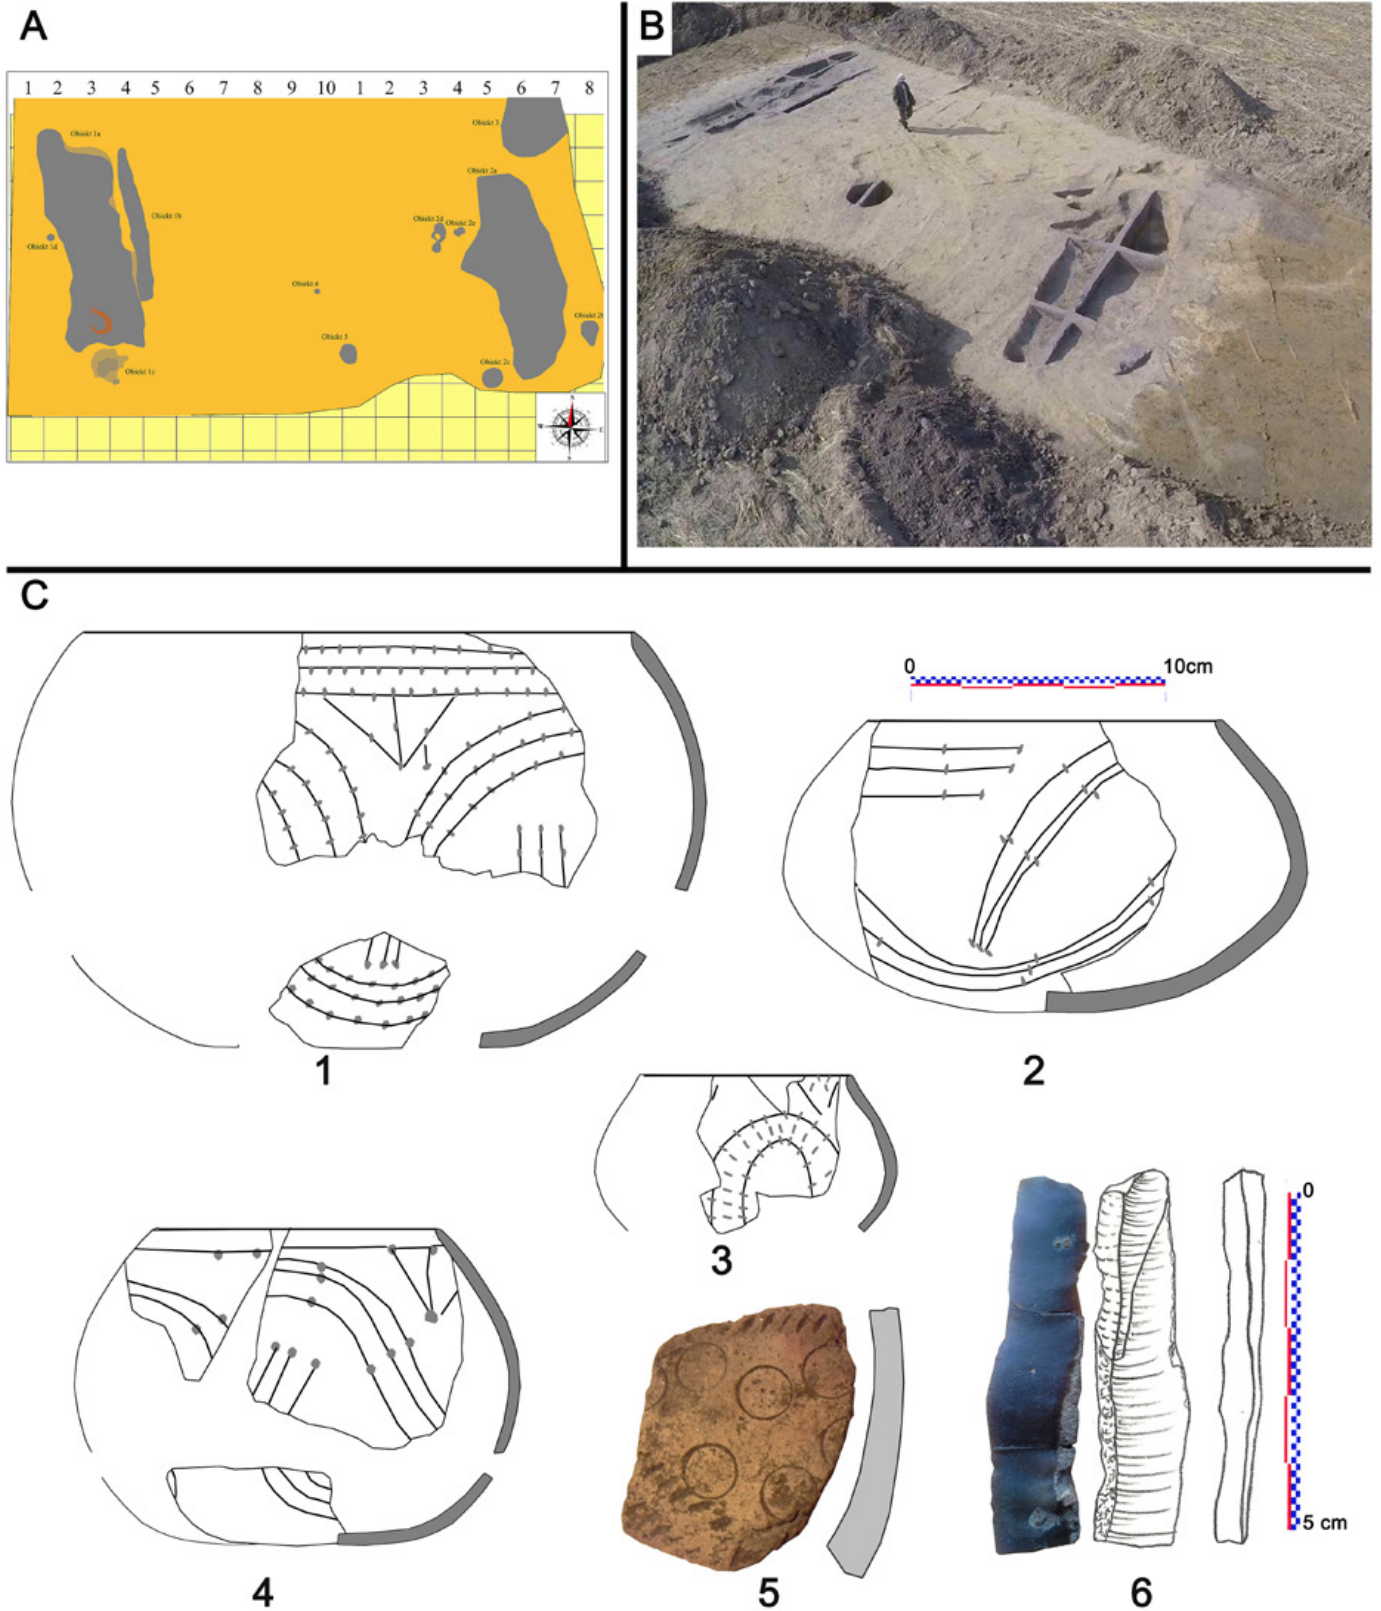 A
B
1 2 3 4 5 6 7 8 9 10 1 2 3 4 5 6 7 8
Obiekt 3
Obiekt 1a
Obiekt 2a
Obiekt 1b
Obiekt 2d
Obiekt 2e
Obiekt 1d
Obiekt 4
Obiekt 5
Obiekt 2c
Obiekt 1c
N
W E
S
C
0 10cm
1
2
3
0
5 cm
4
5
6